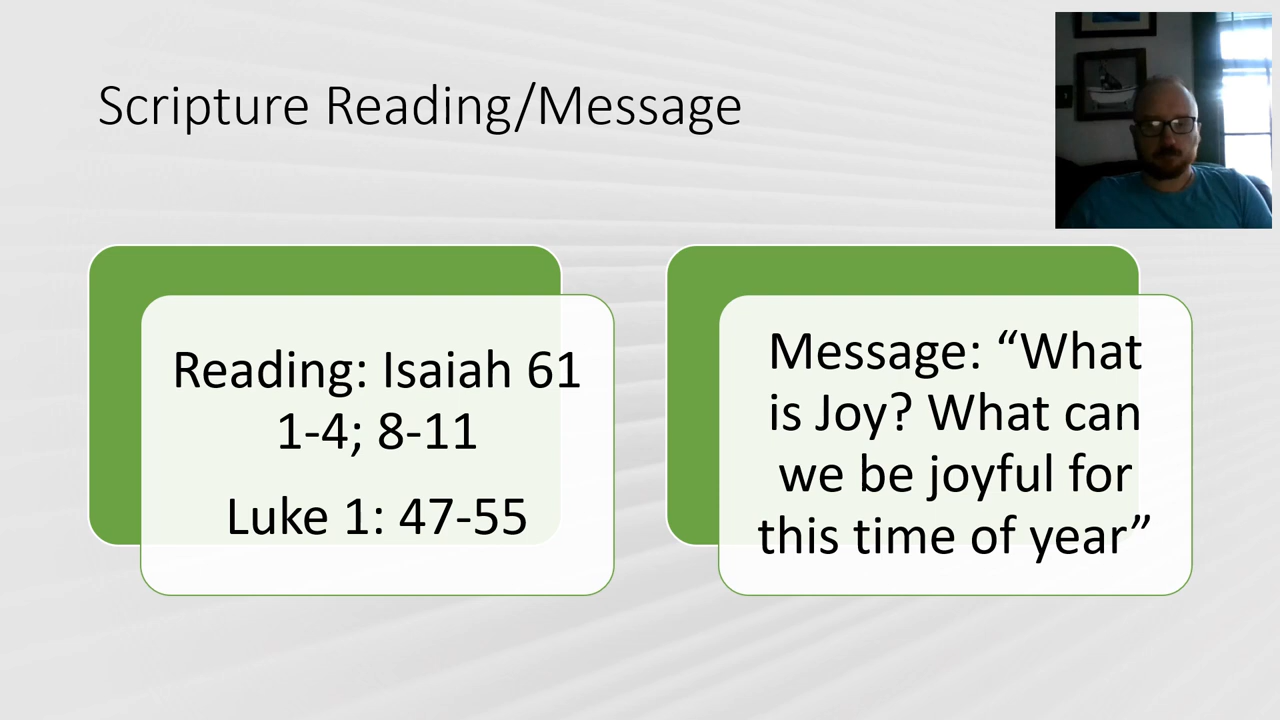 Scripture Reading/Message
Reading: Isaiah 61
1-4; 8-11
Luke 1: 47-55
Message: “What
is Joy? What can
we be joyful for
this time of year”